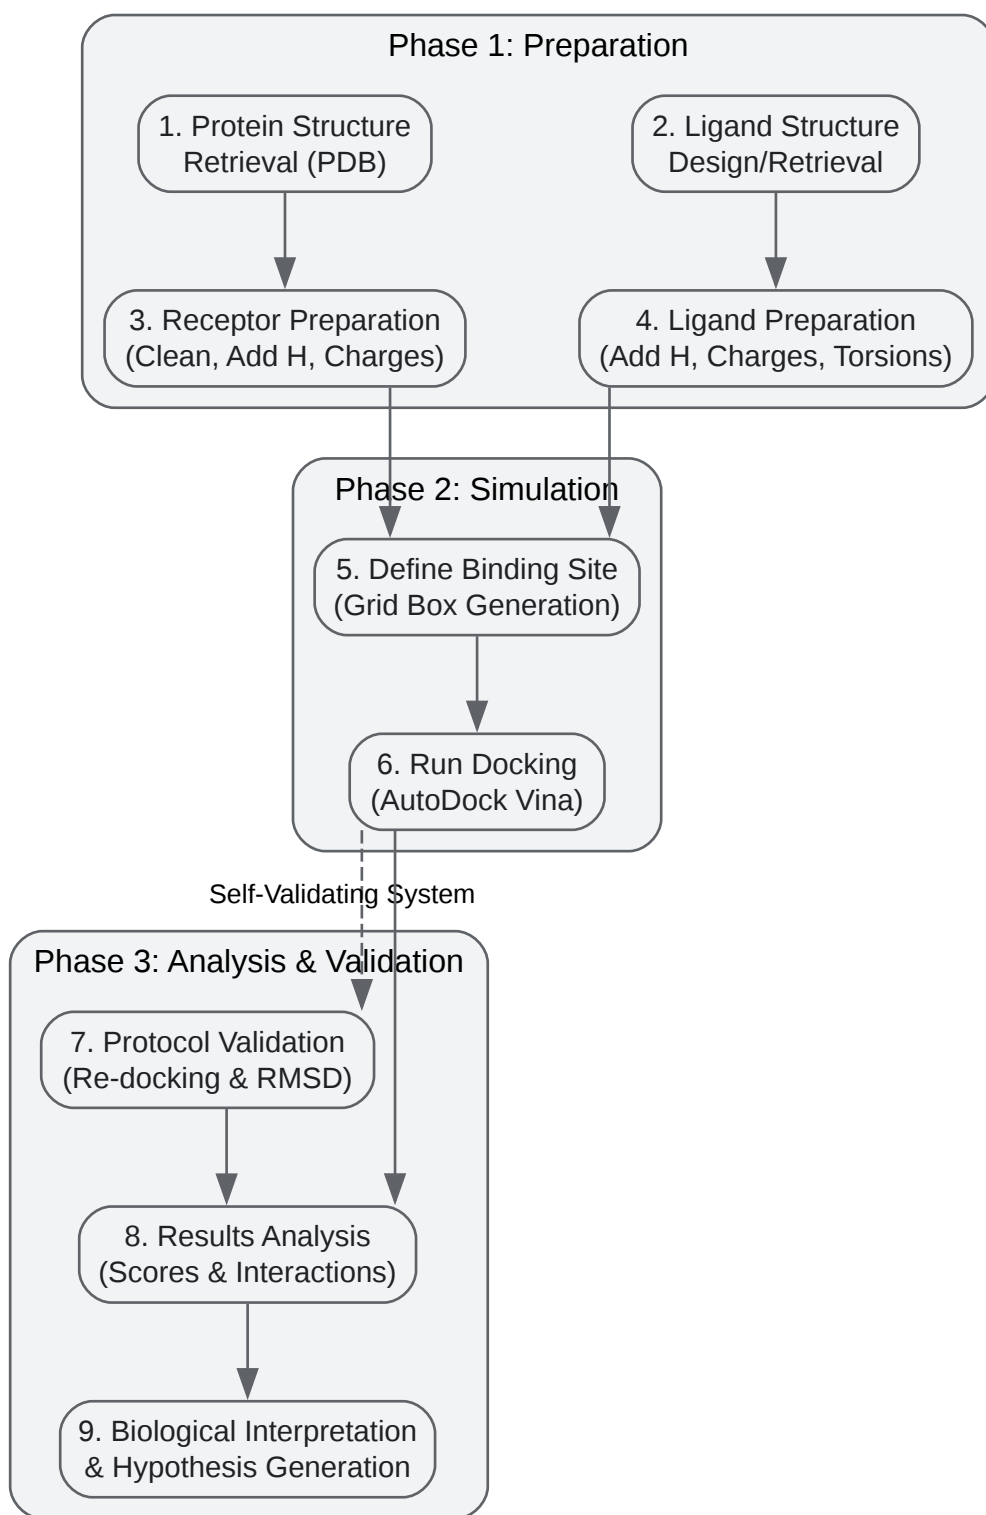 Phase 1: Preparation
1. Protein Structure
Retrieval (PDB)
2. Ligand Structure
Design/Retrieval
3. Receptor Preparation
(Clean, Add H, Charges)
4. Ligand Preparation
(Add H, Charges, Torsions)
Phase 2: Simulation
5. Define Binding Site
(Grid Box Generation)
6. Run Docking
(AutoDock Vina)
Self-Validating System
Phase 3: Analysis & Validation
7. Protocol Validation
(Re-docking & RMSD)
8. Results Analysis
(Scores & Interactions)
9. Biological Interpretation
& Hypothesis Generation